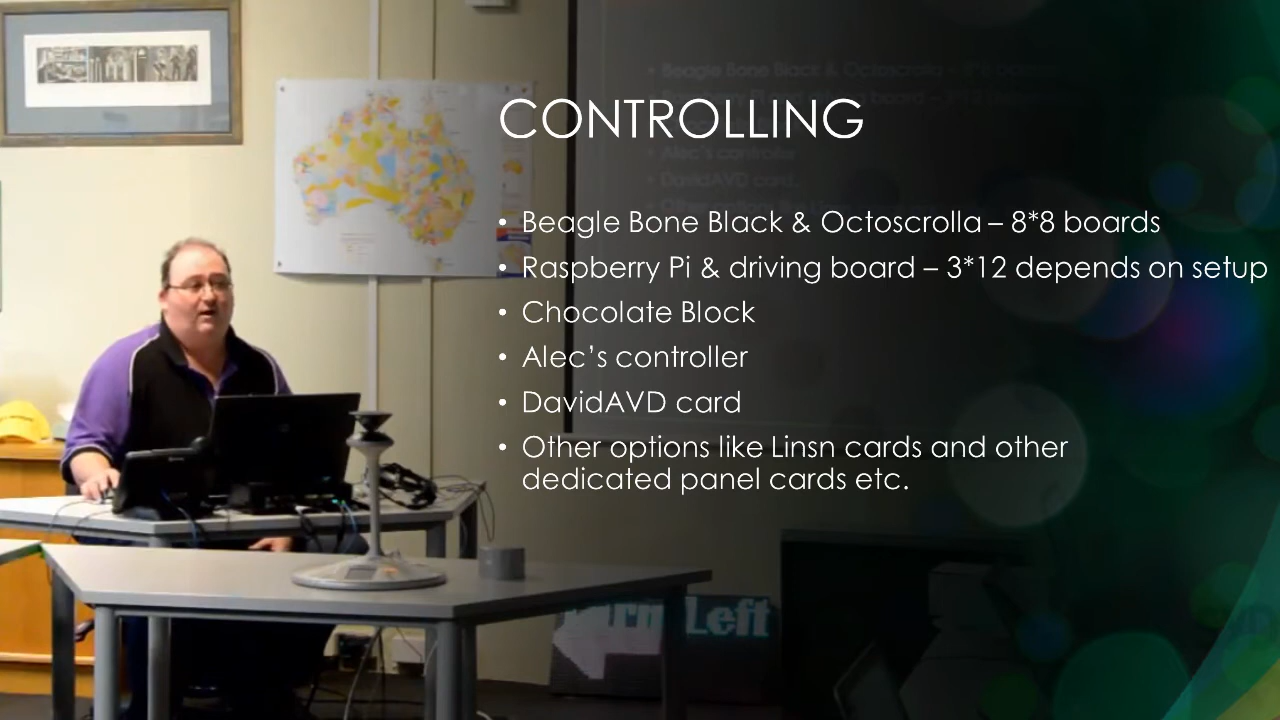 CONTROLLING
• Beagle Bone Black & Octoscrolla – 8*8 boards
• Raspberry Pi & driving board – 3*12 depends on setup
• Chocolate Block
• Alec's controller
• DavidAVD card
• Other options like Linsn cards and other
dedicated panel cards etc.
Turn Left